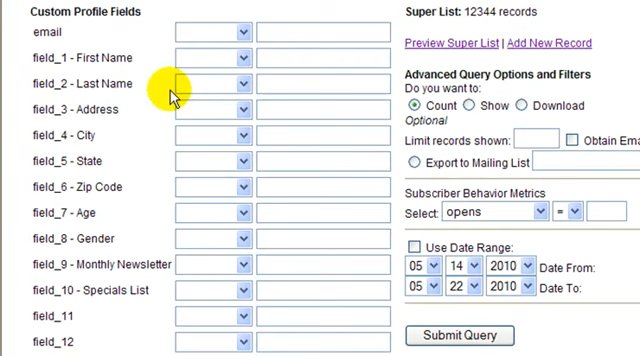 Custom Profile Fields
email
field_1 - First Name
field_2 - Last Name
field_3 - Address
field_4 - City
field_5 - State
field_6 - Zip Code
field_7 - Age
field_8 - Gender
field_9 - Monthly Newsletter
field_10 - Specials List
field_11
field_12
Super List: 12344 records
Preview Super List | Add New Record
Advanced Query Options and Filters
Do you want to:
Count Show Download
Optional
Limit records shown: Obtain Ema
Export to Mailing List
Subscriber Behavior Metrics
Select: opens =
Use Date Range:
05 14 2010 Date From:
05 22 2010 Date To:
Submit Query